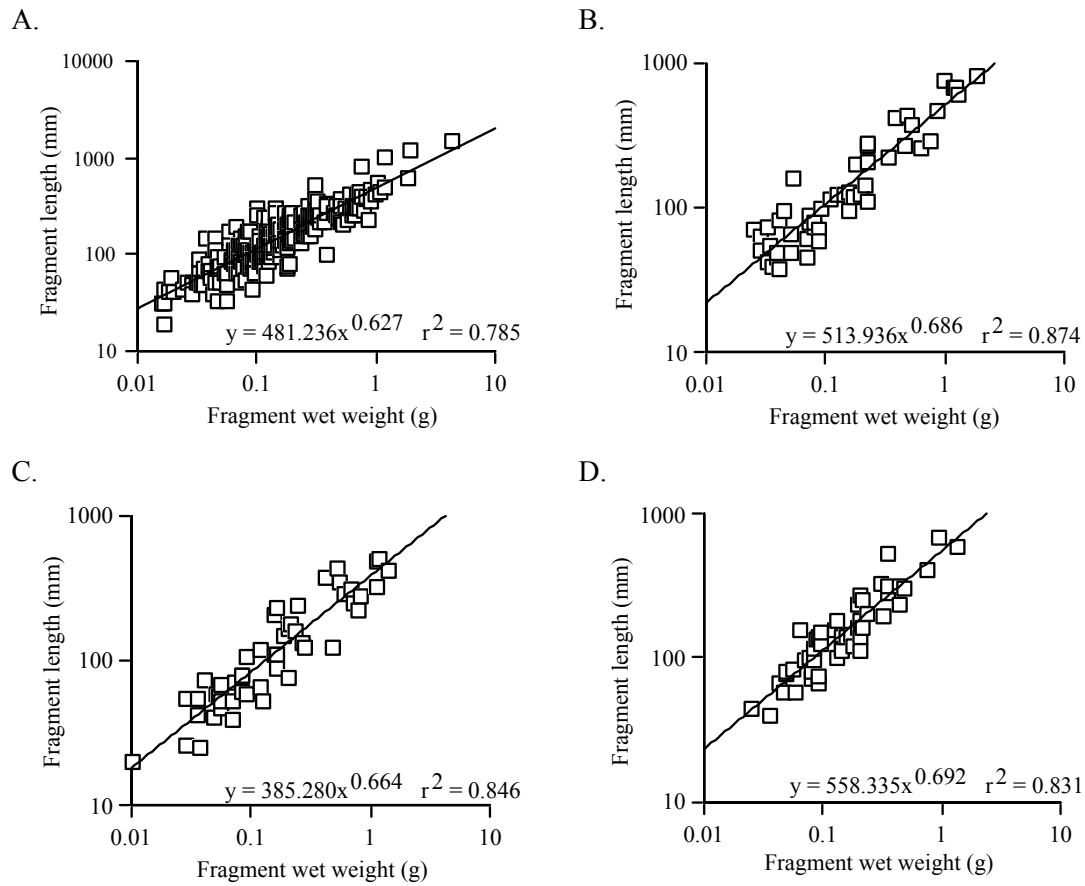 A.
10000
1000
100
10
0.01 0.1 1 10
Fragment length (mm)
Fragment wet weight (g)
y = 481.236x^0.627 r^2 = 0.785
B.
1000
100
10
0.01 0.1 1 10
Fragment length (mm)
Fragment wet weight (g)
y = 513.936x^0.686 r^2 = 0.874
C.
1000
100
10
0.01 0.1 1 10
Fragment length (mm)
Fragment wet weight (g)
y = 385.280x^0.664 r^2 = 0.846
D.
1000
100
10
0.01 0.1 1 10
Fragment length (mm)
Fragment wet weight (g)
y = 558.335x^0.692 r^2 = 0.831